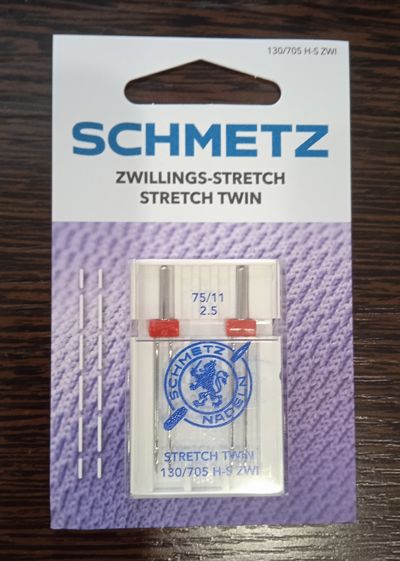 130/705 H-S ZWI
SCHMETZ
ZWILLINGS-STRETCH
STRETCH TWIN
75/11
2.5
SCHMETZ
NADELN
STRETCH TWIN
130/705 H-S ZWI